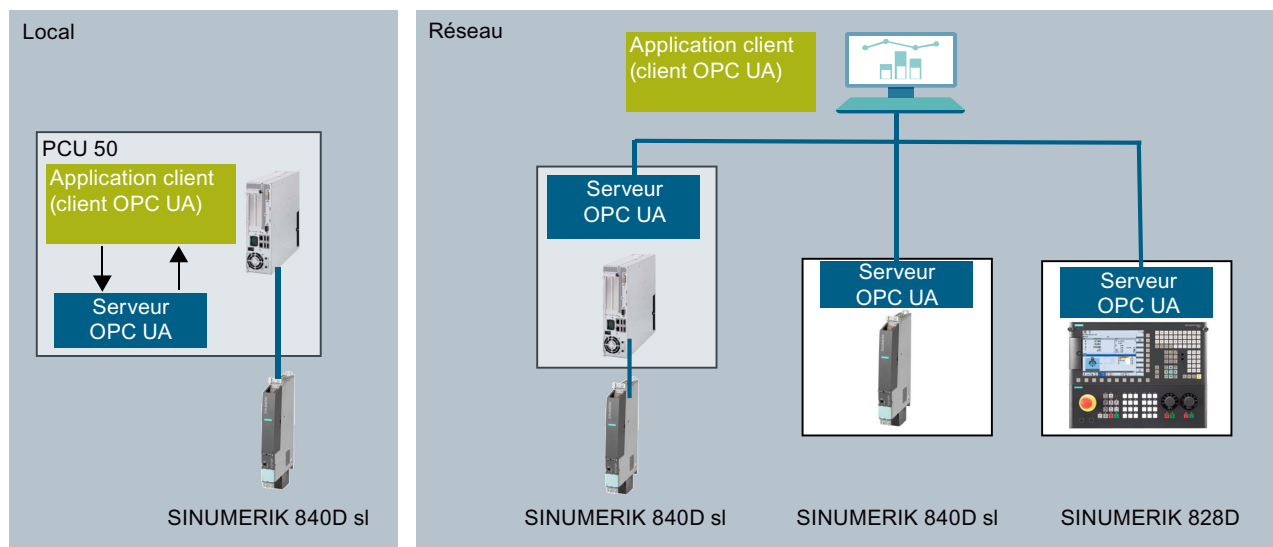 Local
PCU 50
Application client
(client OPC UA)
Serveur
OPC UA
SINUMERIK 840D sl
Réseau
Application client
(client OPC UA)
Serveur
OPC UA
SINUMERIK 840D sl
Serveur
OPC UA
SINUMERIK 840D sl
Serveur
OPC UA
SINUMERIK 828D